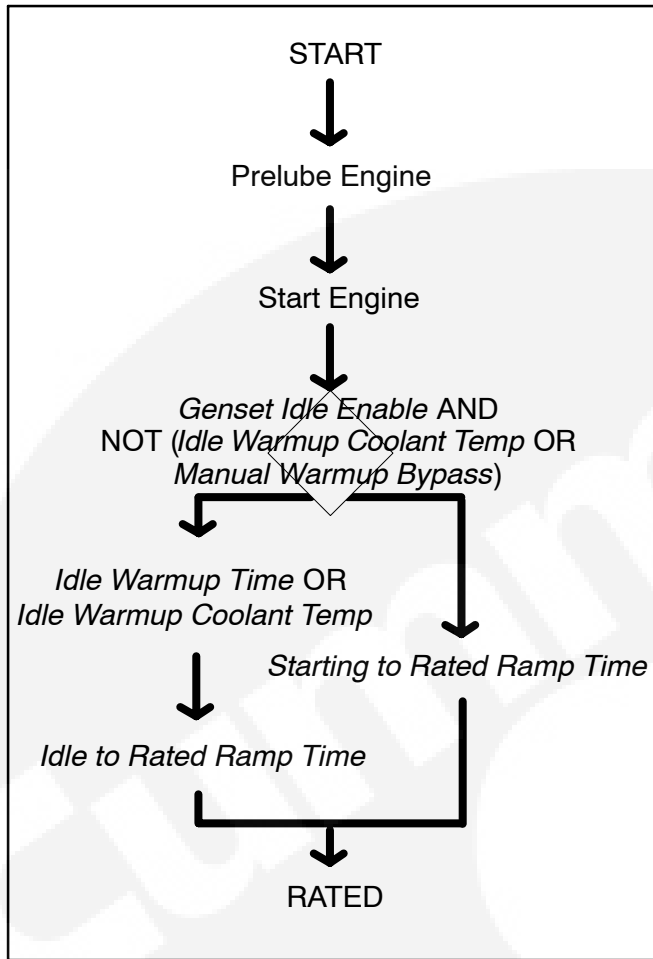 START
Prelube Engine
Start Engine
Genset Idle Enable AND
NOT (Idle Warmup Coolant Temp OR
Manual Warmup Bypass)
Idle Warmup Time OR
Idle Warmup Coolant Temp
Starting to Rated Ramp Time
Idle to Rated Ramp Time
RATED